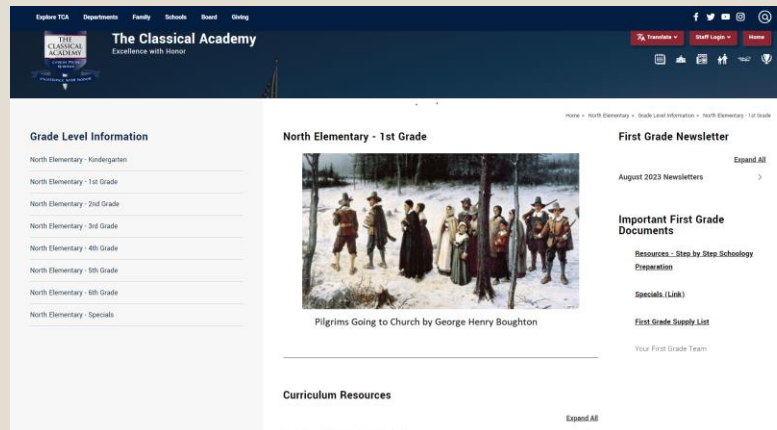 Explore TCA Departments Family Schools Board Giving
THE
CLASSICAL
ACADEMY
The Classical Academy
Excellence with Honor
Translate
Staff Login
Home
Home
North Elementary
Grade Level Information
North Elementary - 1st Grade
Grade Level Information
North Elementary - Kindergarten
North Elementary - 1st Grade
North Elementary - 2nd Grade
North Elementary - 3rd Grade
North Elementary - 4th Grade
North Elementary - 5th Grade
North Elementary - 6th Grade
North Elementary - Specials
North Elementary - 1st Grade
Pilgrims Going to Church by George Henry Boughton
Curriculum Resources
Expand All
First Grade Newsletter
Expand All
August 2023 Newsletters
Important First Grade
Documents
Resources - Step by Step Schoology
Preparation
Specials (Link)
First Grade Supply List
Your First Grade Team